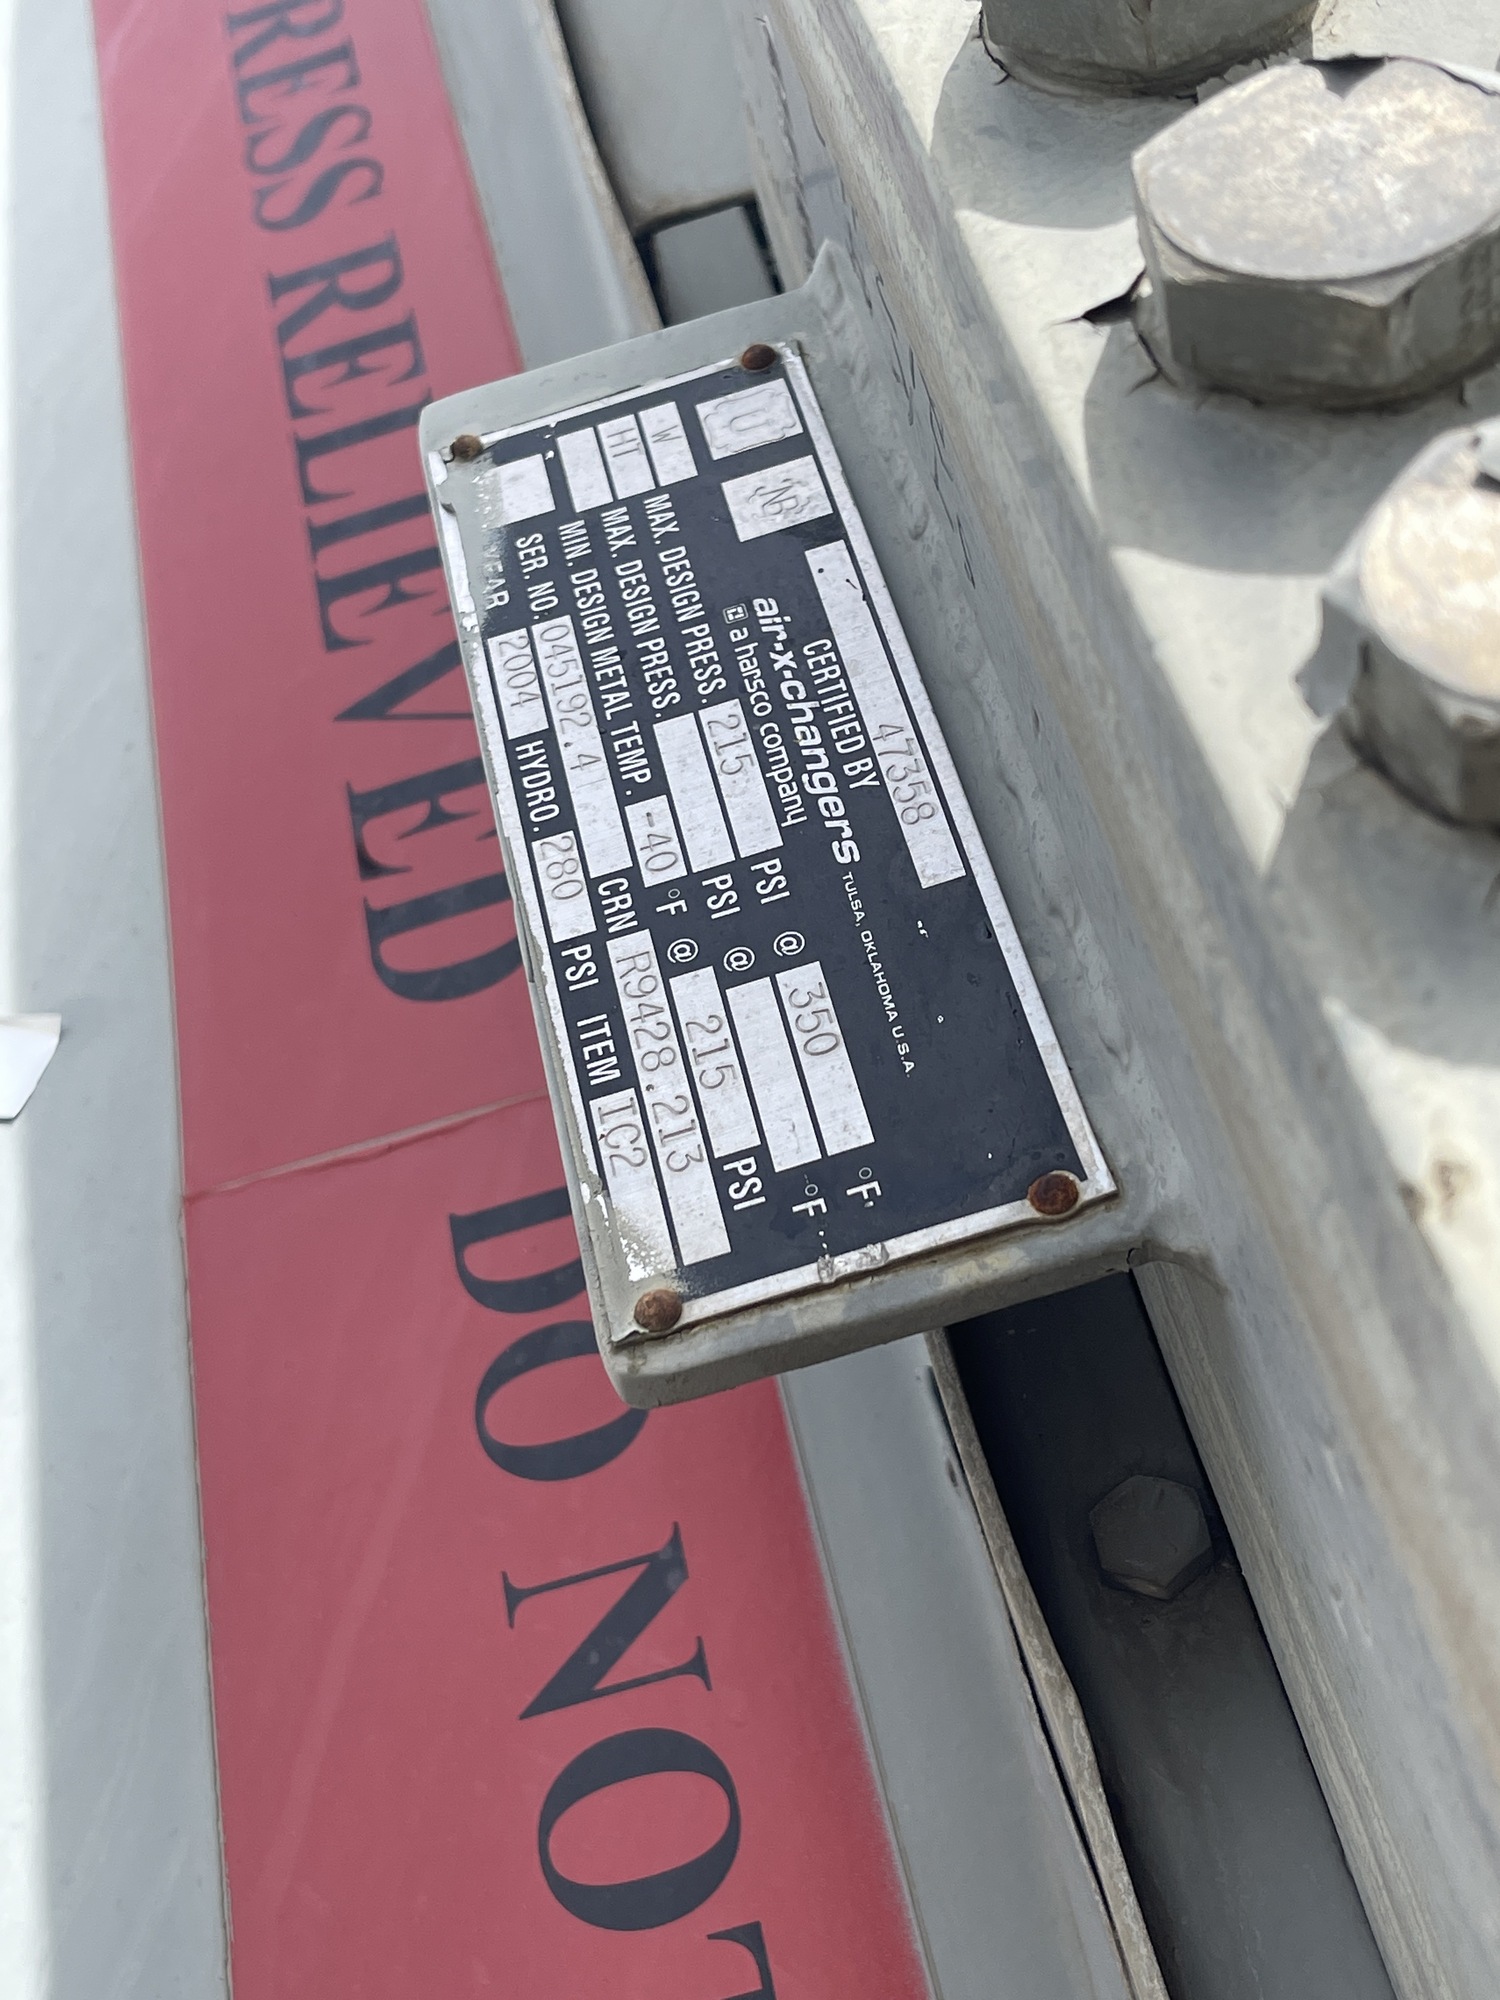 RESS RELIEVED DO NOT
U
NB
47358
W
HT
CERTIFIED BY
air-x-changers TULSA, OKLAHOMA U.S.A.
H a harsco company
MAX. DESIGN PRESS. 215 PSI @ 350 °F
MAX. DESIGN PRESS. PSI @ °F
MIN. DESIGN METAL TEMP. -40 °F @ 215 PSI
SER. NO. 045192.4 CRN R9428.213
YEAR 2004 HYDRO. 280 PSI ITEM IC2